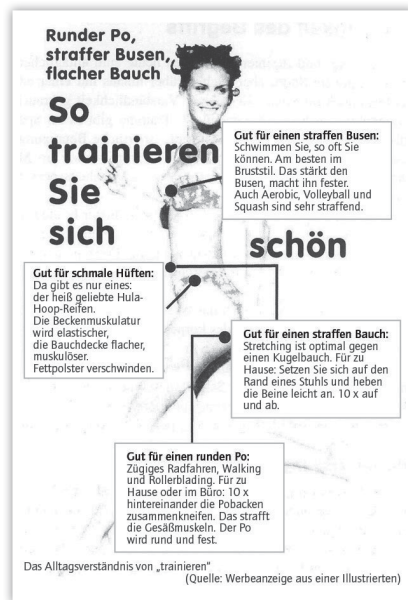 Runder Po,
straffer Busen,
flacher Bauch
So
trainieren
Sie
sich
schön
Gut für einen straffen Busen:
Schwimmen Sie, so oft Sie
können. Am besten im
Bruststil. Das stärkt den
Busen, macht ihn fester.
Auch Aerobic, Volleyball und
Squash sind sehr straffend.
Gut für schmale Hüften:
Da gibt es nur eines:
der heiß geliebte Hula-
Hoop-Reifen.
Die Beckenmuskulatur
wird elastischer,
die Bauchdecke flacher,
muskulöser.
Fettpolster verschwinden.
Gut für einen straffen Bauch:
Stretching ist optimal gegen
einen Kugelbauch. Für zu
Hause: Setzen Sie sich auf den
Rand eines Stuhls und heben
die Beine leicht an. 10 x auf
und ab.
Gut für einen runden Po:
Zügiges Radfahren, Walking
und Rollerblading. Für zu
Hause oder im Büro: 10 x
hintereinander die Pobacken
zusammenkneifen. Das strafft
die Gesäßmuskeln. Der Po
wird rund und fest.
Das Alltagsverständnis von „trainieren"
(Quelle: Werbeanzeige aus einer Illustrierten)